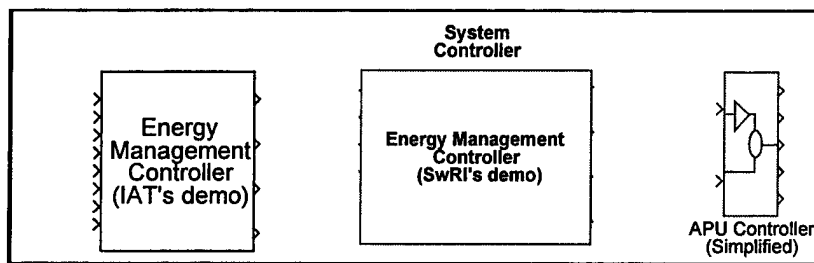 System
Controller
Energy
Management
Controller
(IAT's demo)
Energy Management
Controller
(SwRI's demo)
APU Controller
(Simplified)